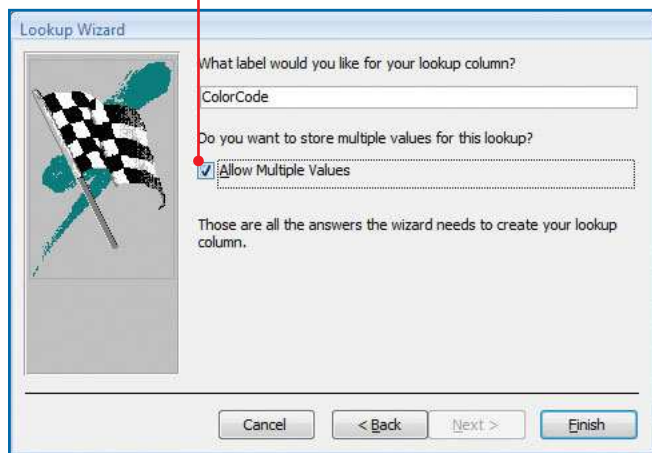 Lookup Wizard
What label would you like for your lookup column?
ColorCode
Do you want to store multiple values for this lookup?
Allow Multiple Values
Those are all the answers the wizard needs to create your lookup
column.
Cancel
< Back
Next >
Finish